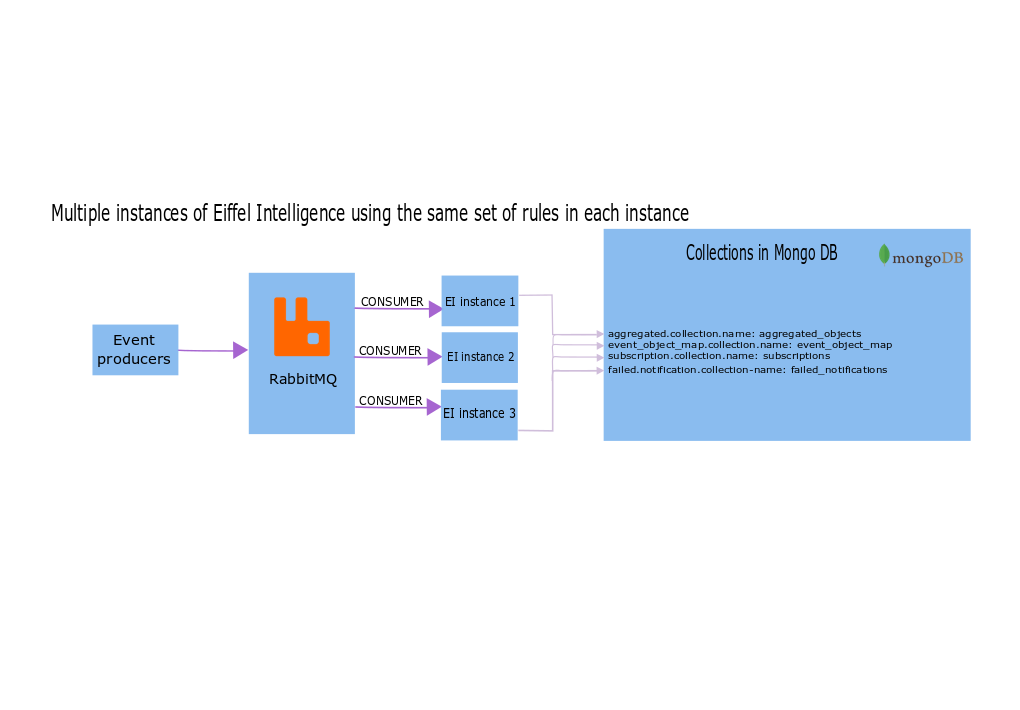 Multiple instances of Eiffel Intelligence using the same set of rules in each instance
Collections in Mongo DB
mongoDB
Event
producers
RabbitMQ
CONSUMER
CONSUMER
CONSUMER
EI instance 1
EI instance 2
EI instance 3
aggregated.collection.name: aggregated_objects
event_object_map.collection.name: event_object_map
subscription.collection.name: subscriptions
failed.notification.collection-name: failed_notifications